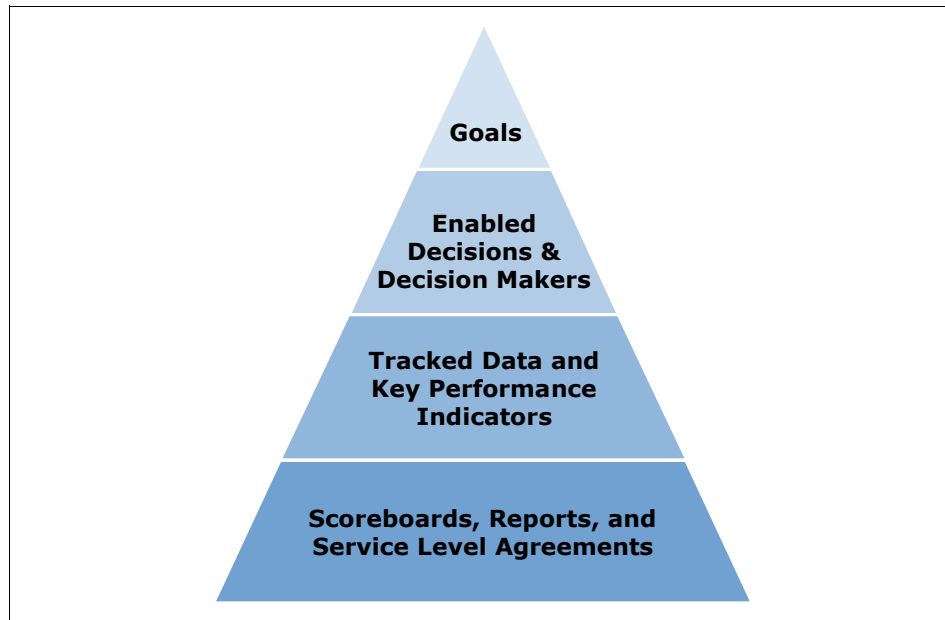 Goals
Enabled
Decisions &
Decision Makers
Tracked Data and
Key Performance
Indicators
Scoreboards, Reports, and
Service Level Agreements